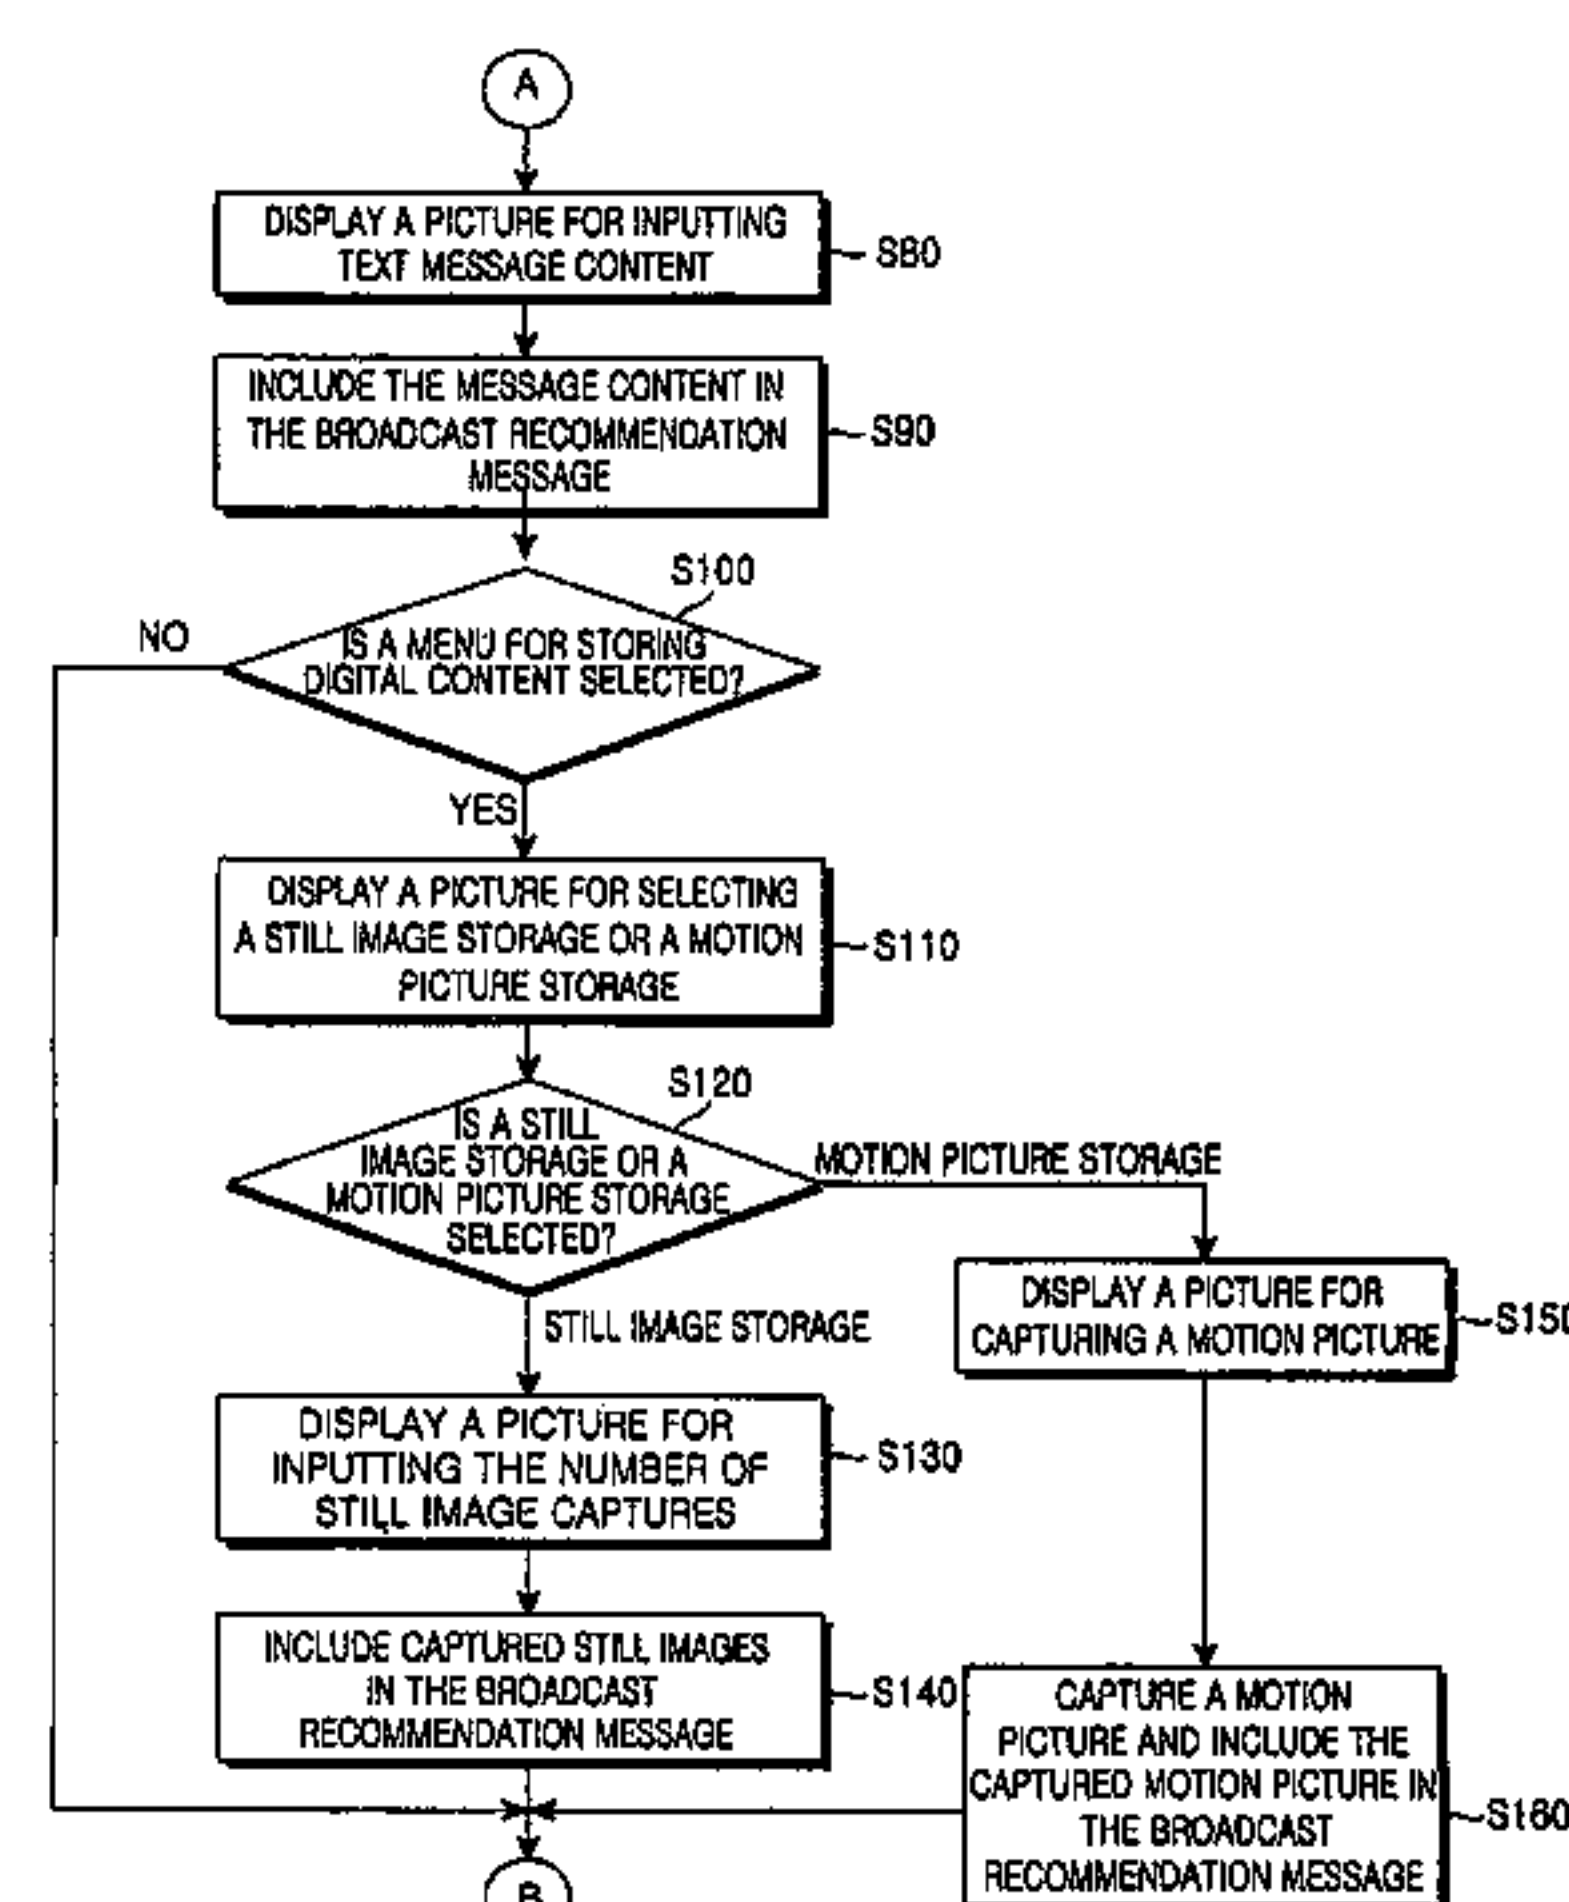 A
DISPLAY A PICTURE FOR INPUTTING
TEXT MESSAGE CONTENT
S80
INCLUDE THE MESSAGE CONTENT IN
THE BROADCAST RECOMMENDATION
MESSAGE
S90
S100
NO
IS A MENU FOR STORING
DIGITAL CONTENT SELECTED?
YES
DISPLAY A PICTURE FOR SELECTING
A STILL IMAGE STORAGE OR A MOTION
PICTURE STORAGE
S110
S120
IS A STILL
IMAGE STORAGE OR A
MOTION PICTURE STORAGE
SELECTED?
MOTION PICTURE STORAGE
STILL IMAGE STORAGE
DISPLAY A PICTURE FOR
CAPTURING A MOTION PICTURE
S150
DISPLAY A PICTURE FOR
INPUTTING THE NUMBER OF
STILL IMAGE CAPTURES
S130
INCLUDE CAPTURED STILL IMAGES
IN THE BROADCAST
RECOMMENDATION MESSAGE
S140
CAPTURE A MOTION
PICTURE AND INCLUDE THE
CAPTURED MOTION PICTURE IN
THE BROADCAST
RECOMMENDATION MESSAGE
S160
B